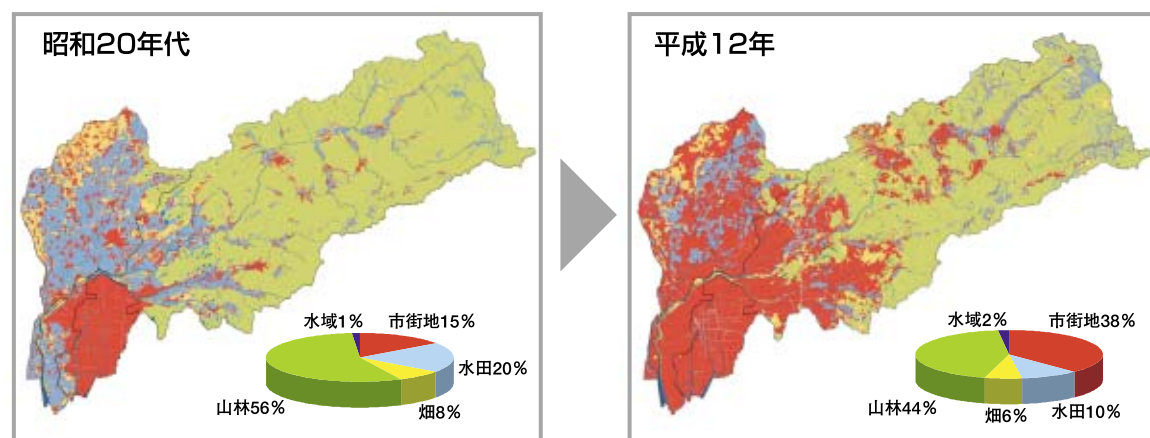 昭和20年代
水域1%
市街地15%
水田20%
畑8%
山林56%
平成12年
水域2%
市街地38%
水田10%
畑6%
山林44%